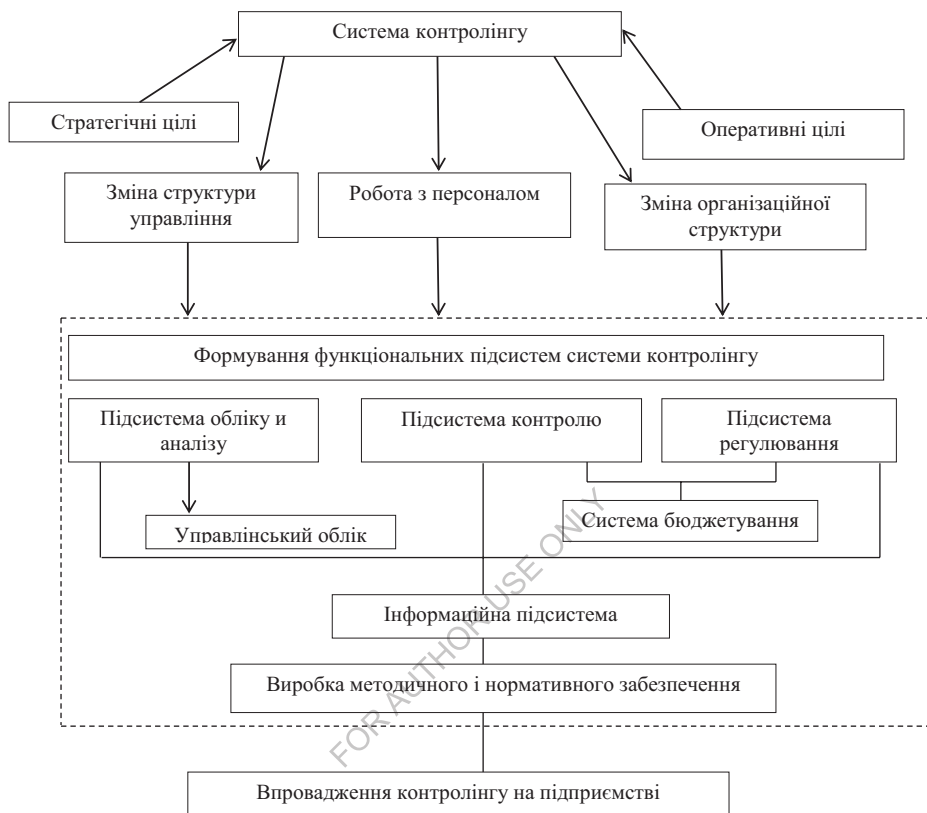 Система контролінгу
Стратегічні цілі
Оперативні цілі
Зміна структури
управління
Робота з персоналом
Зміна організаційної
структури
Формування функціональних підсистем системи контролінгу
Підсистема обліку и
аналізу
Підсистема контролю
Підсистема
регулювання
Управлінський облік
Система бюджетування
Інформаційна підсистема
Виробка методичного і нормативного забезпечення
Впровадження контролінгу на підприємстві
FOR AUTHOR USE ONLY